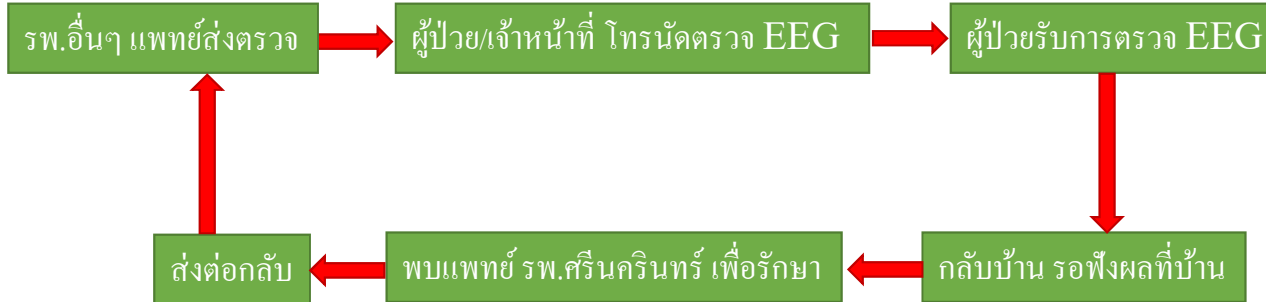 รพ.อื่นๆ แพทย์ส่งตรวจ
ผู้ป่วย/เจ้าหน้าที่ โทรนัดตรวจ EEG
ผู้ป่วยรับการตรวจ EEG
กลับบ้าน รอฟังผลที่บ้าน
พบแพทย์ รพ.ศรีนครินทร์ เพื่อรักษา
ส่งต่อกลับ